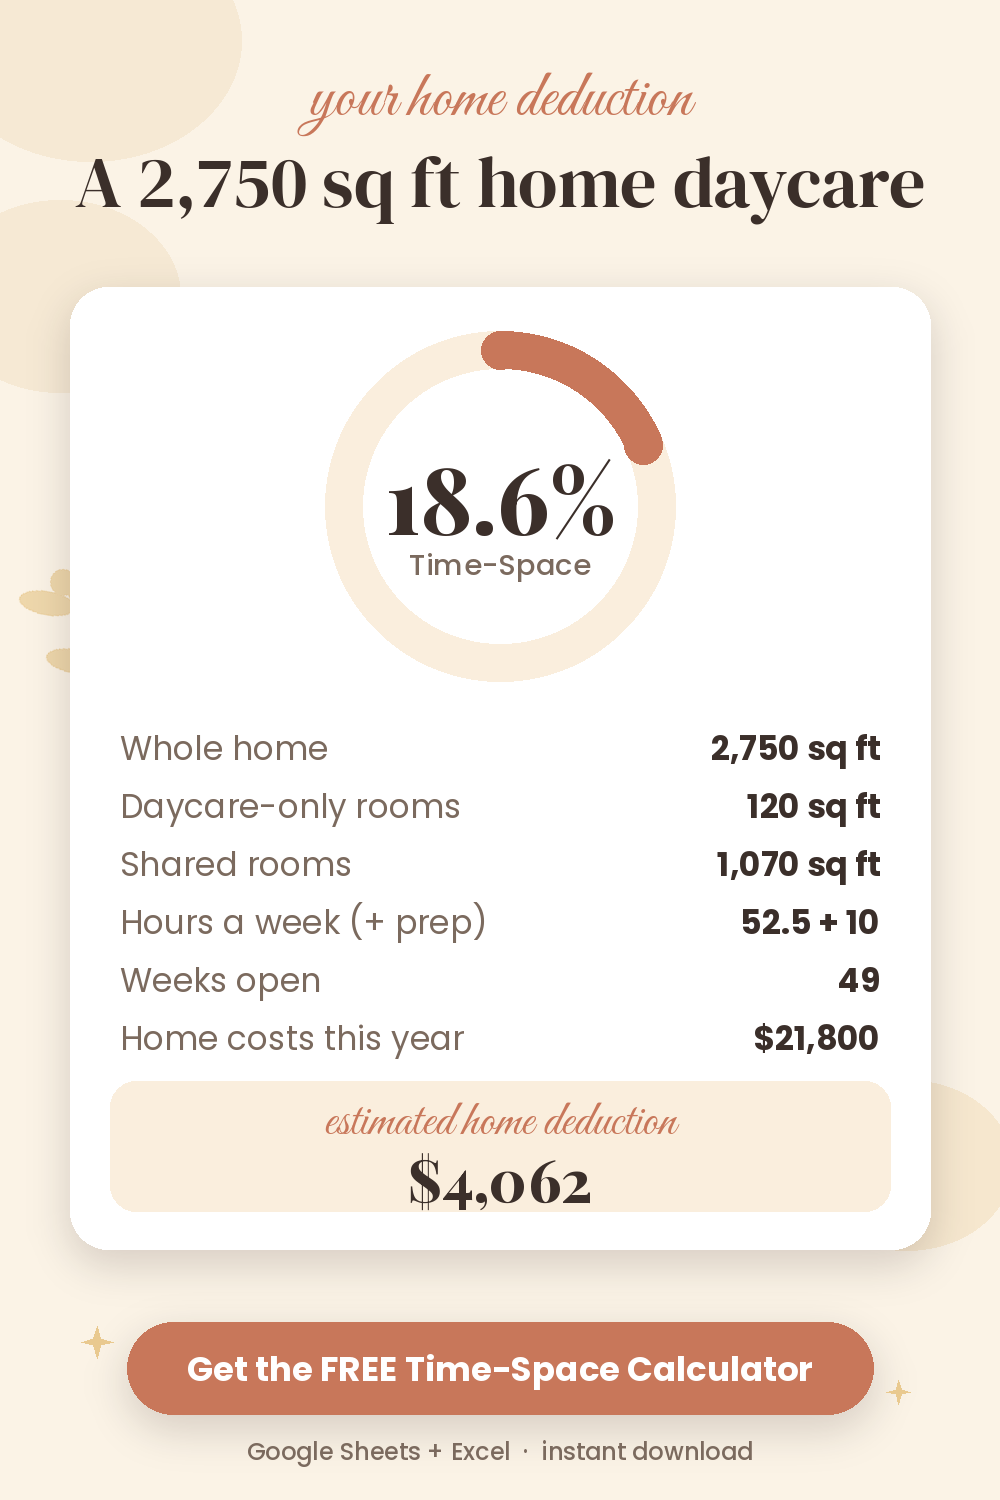 your home deduction
A 2,750 sq ft home daycare
18.6%
Time-Space
Whole home 2,750 sq ft
Daycare-only rooms 120 sq ft
Shared rooms 1,070 sq ft
Hours a week (+ prep) 52.5 + 10
Weeks open 49
Home costs this year $21,800
estimated home deduction
$4,062
Get the FREE Time-Space Calculator
Google Sheets + Excel · instant download